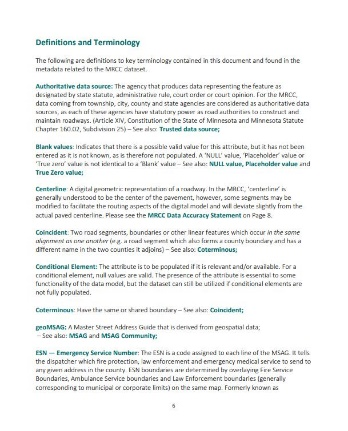 Definitions and Terminology
The following are definitions to key terminology contained in this document and found in the
metadata related to the MRCC dataset.
Authoritative data source: The agency that produces data representing the feature as
designated by state statute, administrative rule, court order or court opinion. For the MRCC,
data coming from township, city, county and state agencies are considered as authoritative data
sources, as each of these agencies have statutory power as road authorities to construct and
maintain roadways. (Article XIV, Constitution of the State of Minnesota and Minnesota Statute
Chapter 160.02, Subdivision 25) – See also: Trusted data source;
Blank values: Indicates that there is a possible valid value for this attribute, but it has not been
entered as it is not known, as is therefore not populated. A 'NULL' value, 'Placeholder' value or
'True zero' value is not identical to a 'Blank' value – See also: NULL value, Placeholder value and
True Zero value;
Centerline: A digital geometric representation of a roadway. In the MRCC, 'centerline' is
generally understood to be the center of the pavement, however, some segments may be
modified to facilitate the routing aspects of the digital model and will deviate slightly from the
actual paved centerline. Please see the MRCC Data Accuracy Statement on Page 8.
Coincident: Two road segments, boundaries or other linear features which occur in the same
alignment as one another (e.g. a road segment which also forms a county boundary and has a
different name in the two counties it adjoins) – See also: Coterminous;
Conditional Element: The attribute is to be populated if it is relevant and/or available. For a
conditional element, null values are valid. The presence of the attribute is essential to some
functionality of the data model, but the dataset can still be utilized if conditional elements are
not fully populated.
Coterminous: Have the same or shared boundary – See also: Coincident;
geoMSAG: A Master Street Address Guide that is derived from geospatial data;
– See also: MSAG and MSAG Community;
ESN — Emergency Service Number: The ESN is a code assigned to each line of the MSAG. It tells
the dispatcher which fire protection, law enforcement and emergency medical service to send to
any given address in the county. ESN boundaries are determined by overlaying Fire Service
Boundaries, Ambulance Service boundaries and Law Enforcement boundaries (generally
corresponding to municipal or corporate limits) on the same map. Formerly known as
6